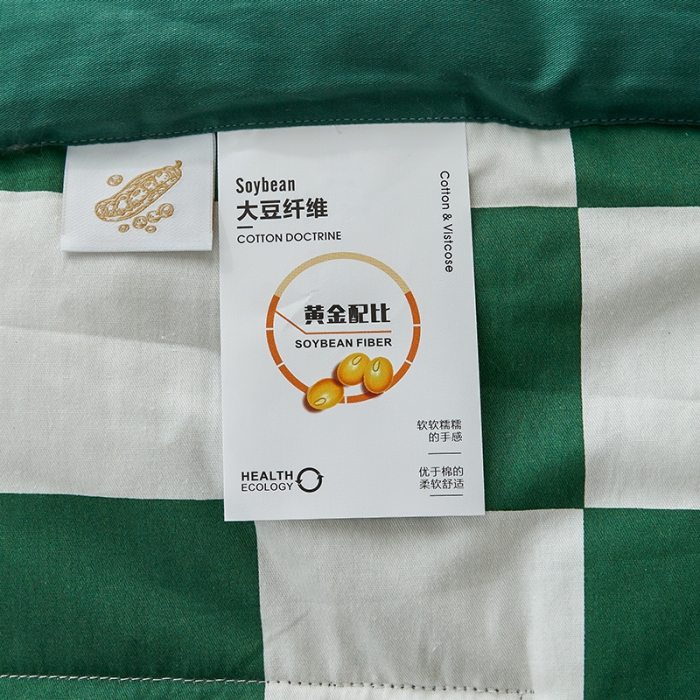 Soybean
大豆纤维
COTTON DOCTRINE
Cotton & Vistcose
黄金配比
SOYBEAN FIBER
软软糯糯
的手感
优于棉的
柔软舒适
HEALTH
ECOLOGY